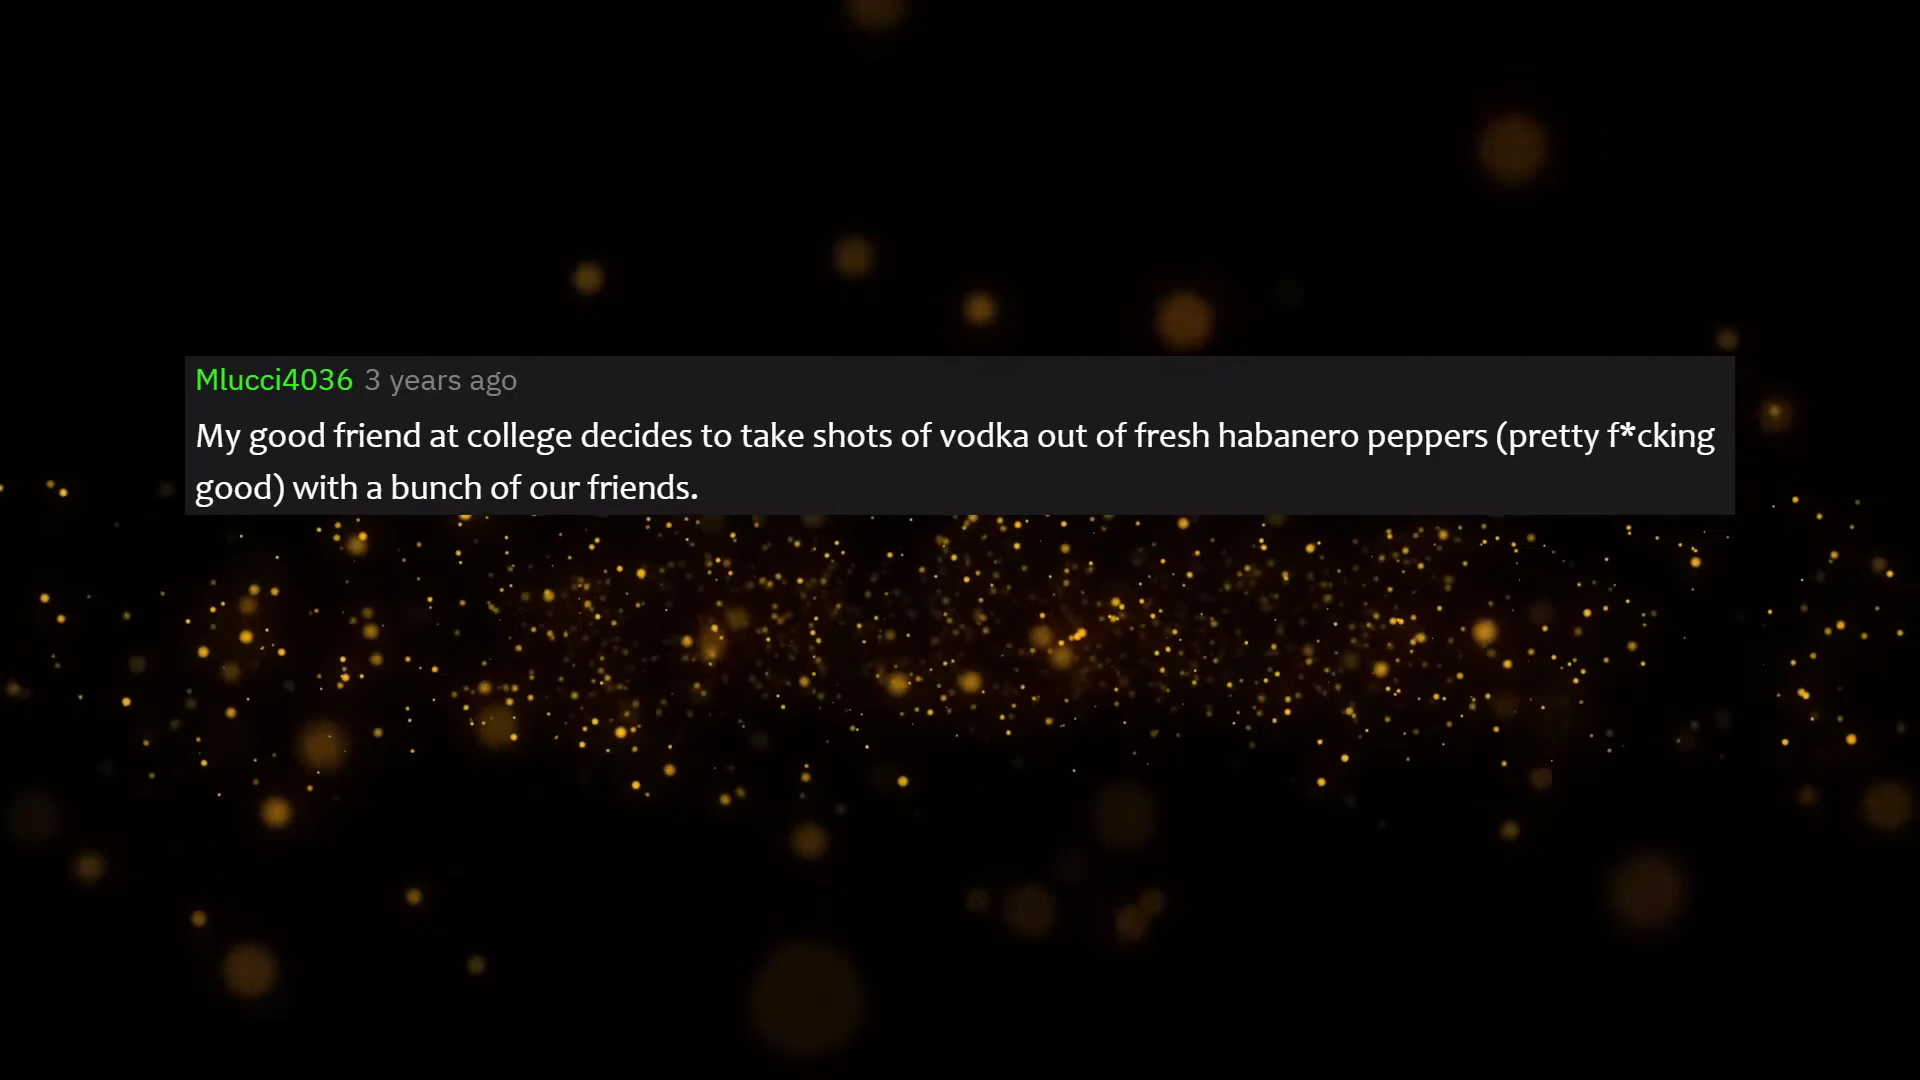 Mlucci4036 3 years ago
My good friend at college decides to take shots of vodka out of fresh habanero peppers (pretty f*cking
good) with a bunch of our friends.